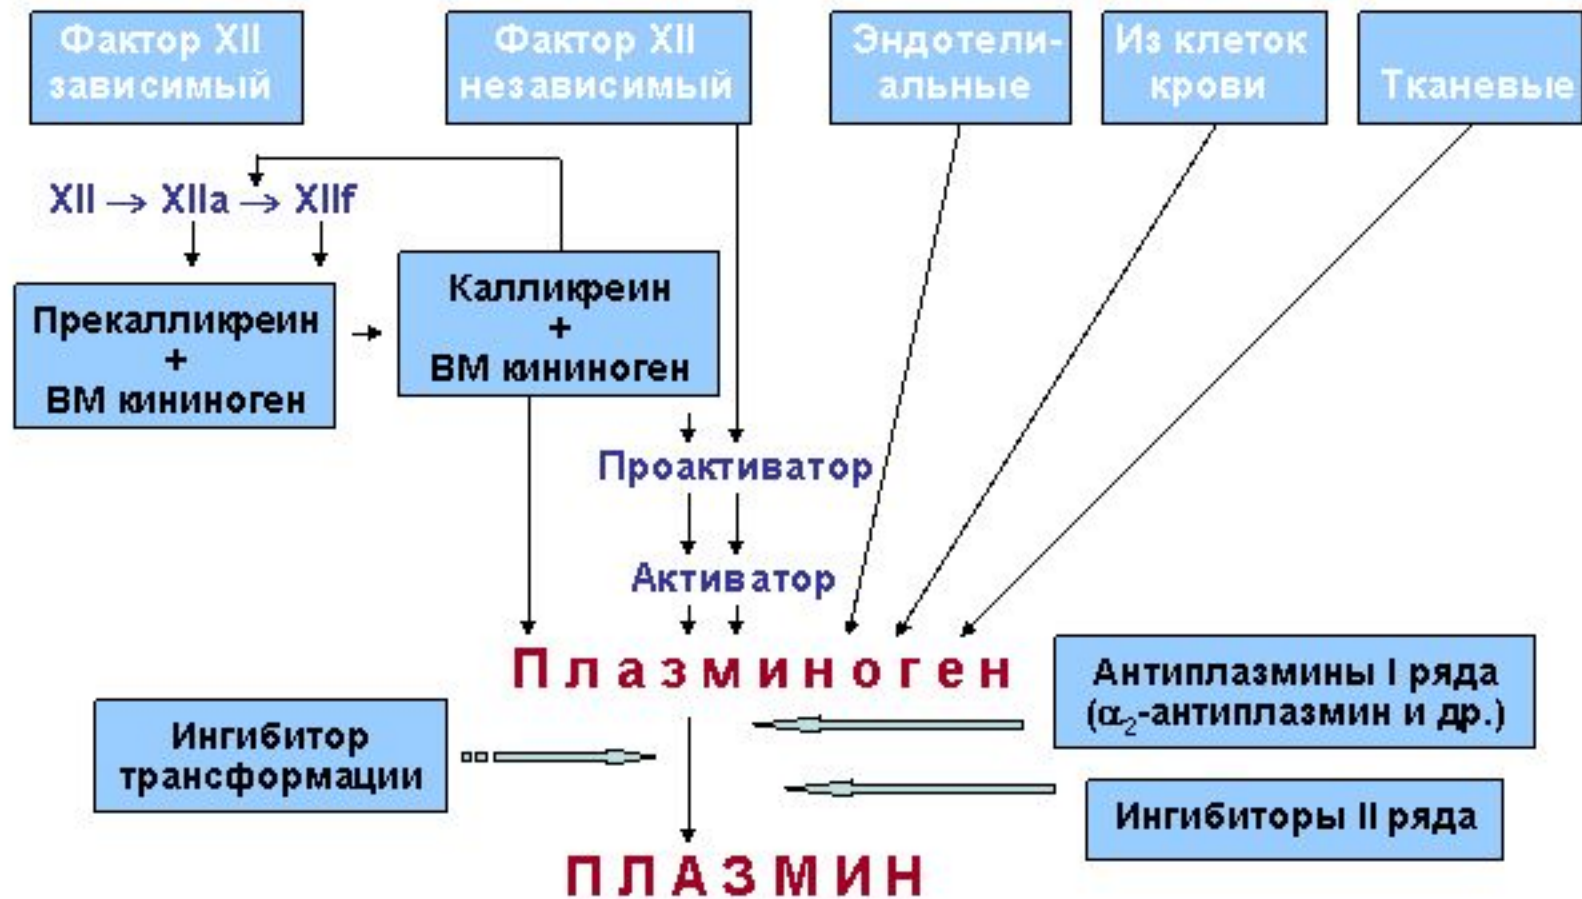 Фактор XII
зависимый
Фактор XII
независимый
Эндотели-
альные
Из клеток
крови
Тканевые
XII → XIIa → XIIf
Прекалликреин
+
ВМ кининоген
Калликреин
+
ВМ кининоген
Проактиватор
Активатор
Плазминоген
Антиплазмины I ряда
(α₂-антиплазмин и др.)
Ингибитор
трансформации
Ингибиторы II ряда
ПЛАЗМИН